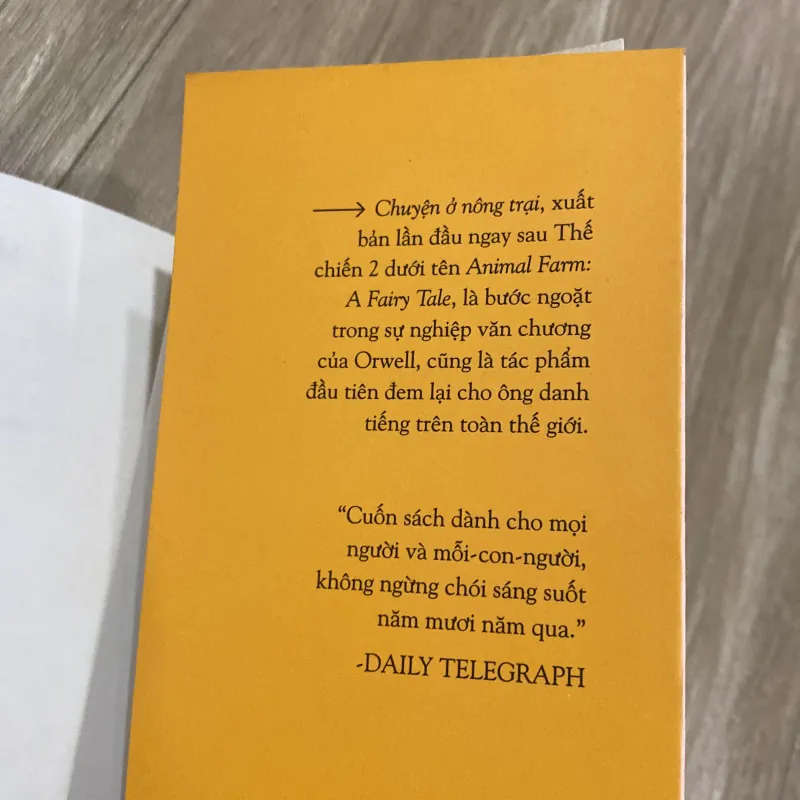 ⟶ Chuyện ở nông trại, xuất
bản lần đầu ngay sau Thế
chiến 2 dưới tên Animal Farm:
A Fairy Tale, là bước ngoặt
trong sự nghiệp văn chương
của Orwell, cũng là tác phẩm
đầu tiên đem lại cho ông danh
tiếng trên toàn thế giới.
“Cuốn sách dành cho mọi
người và mỗi-con-người,
không ngừng chói sáng suốt
năm mươi năm qua.”
-DAILY TELEGRAPH